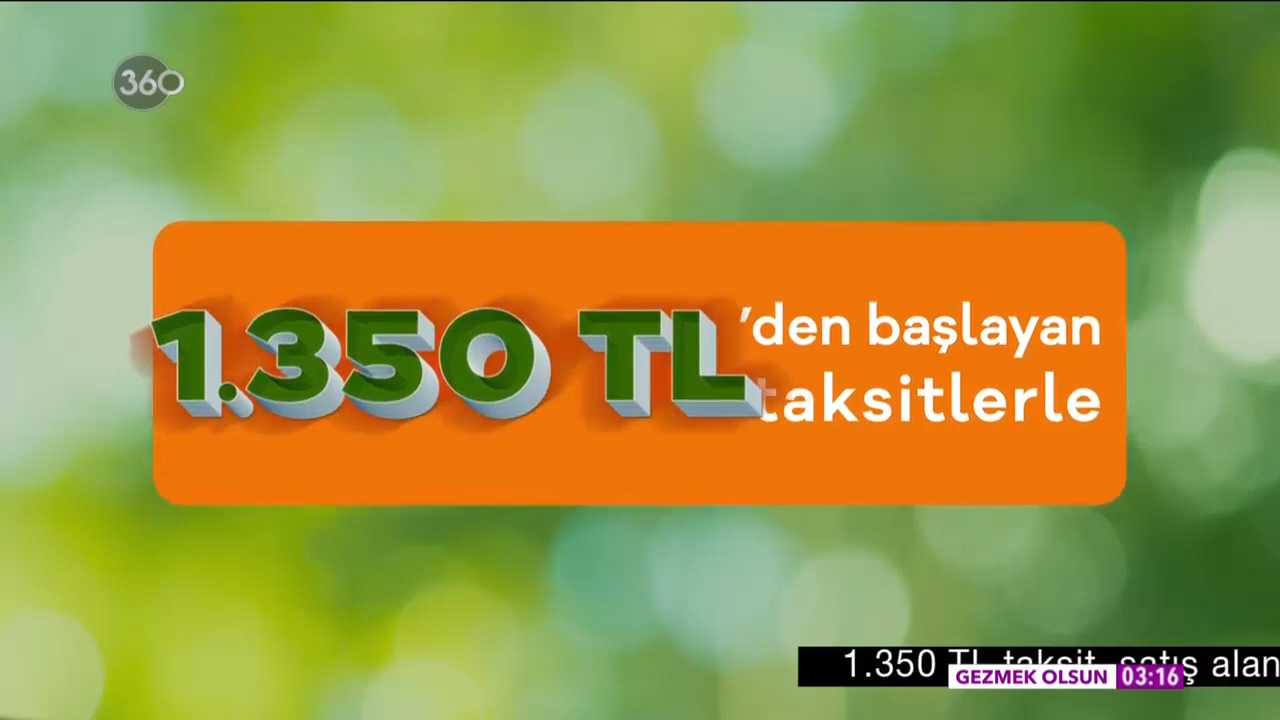 360
1.350 TL'den başlayan
taksitlerle
1.350 TL taksit, satış alan
GEZMEK OLSUN 03:16